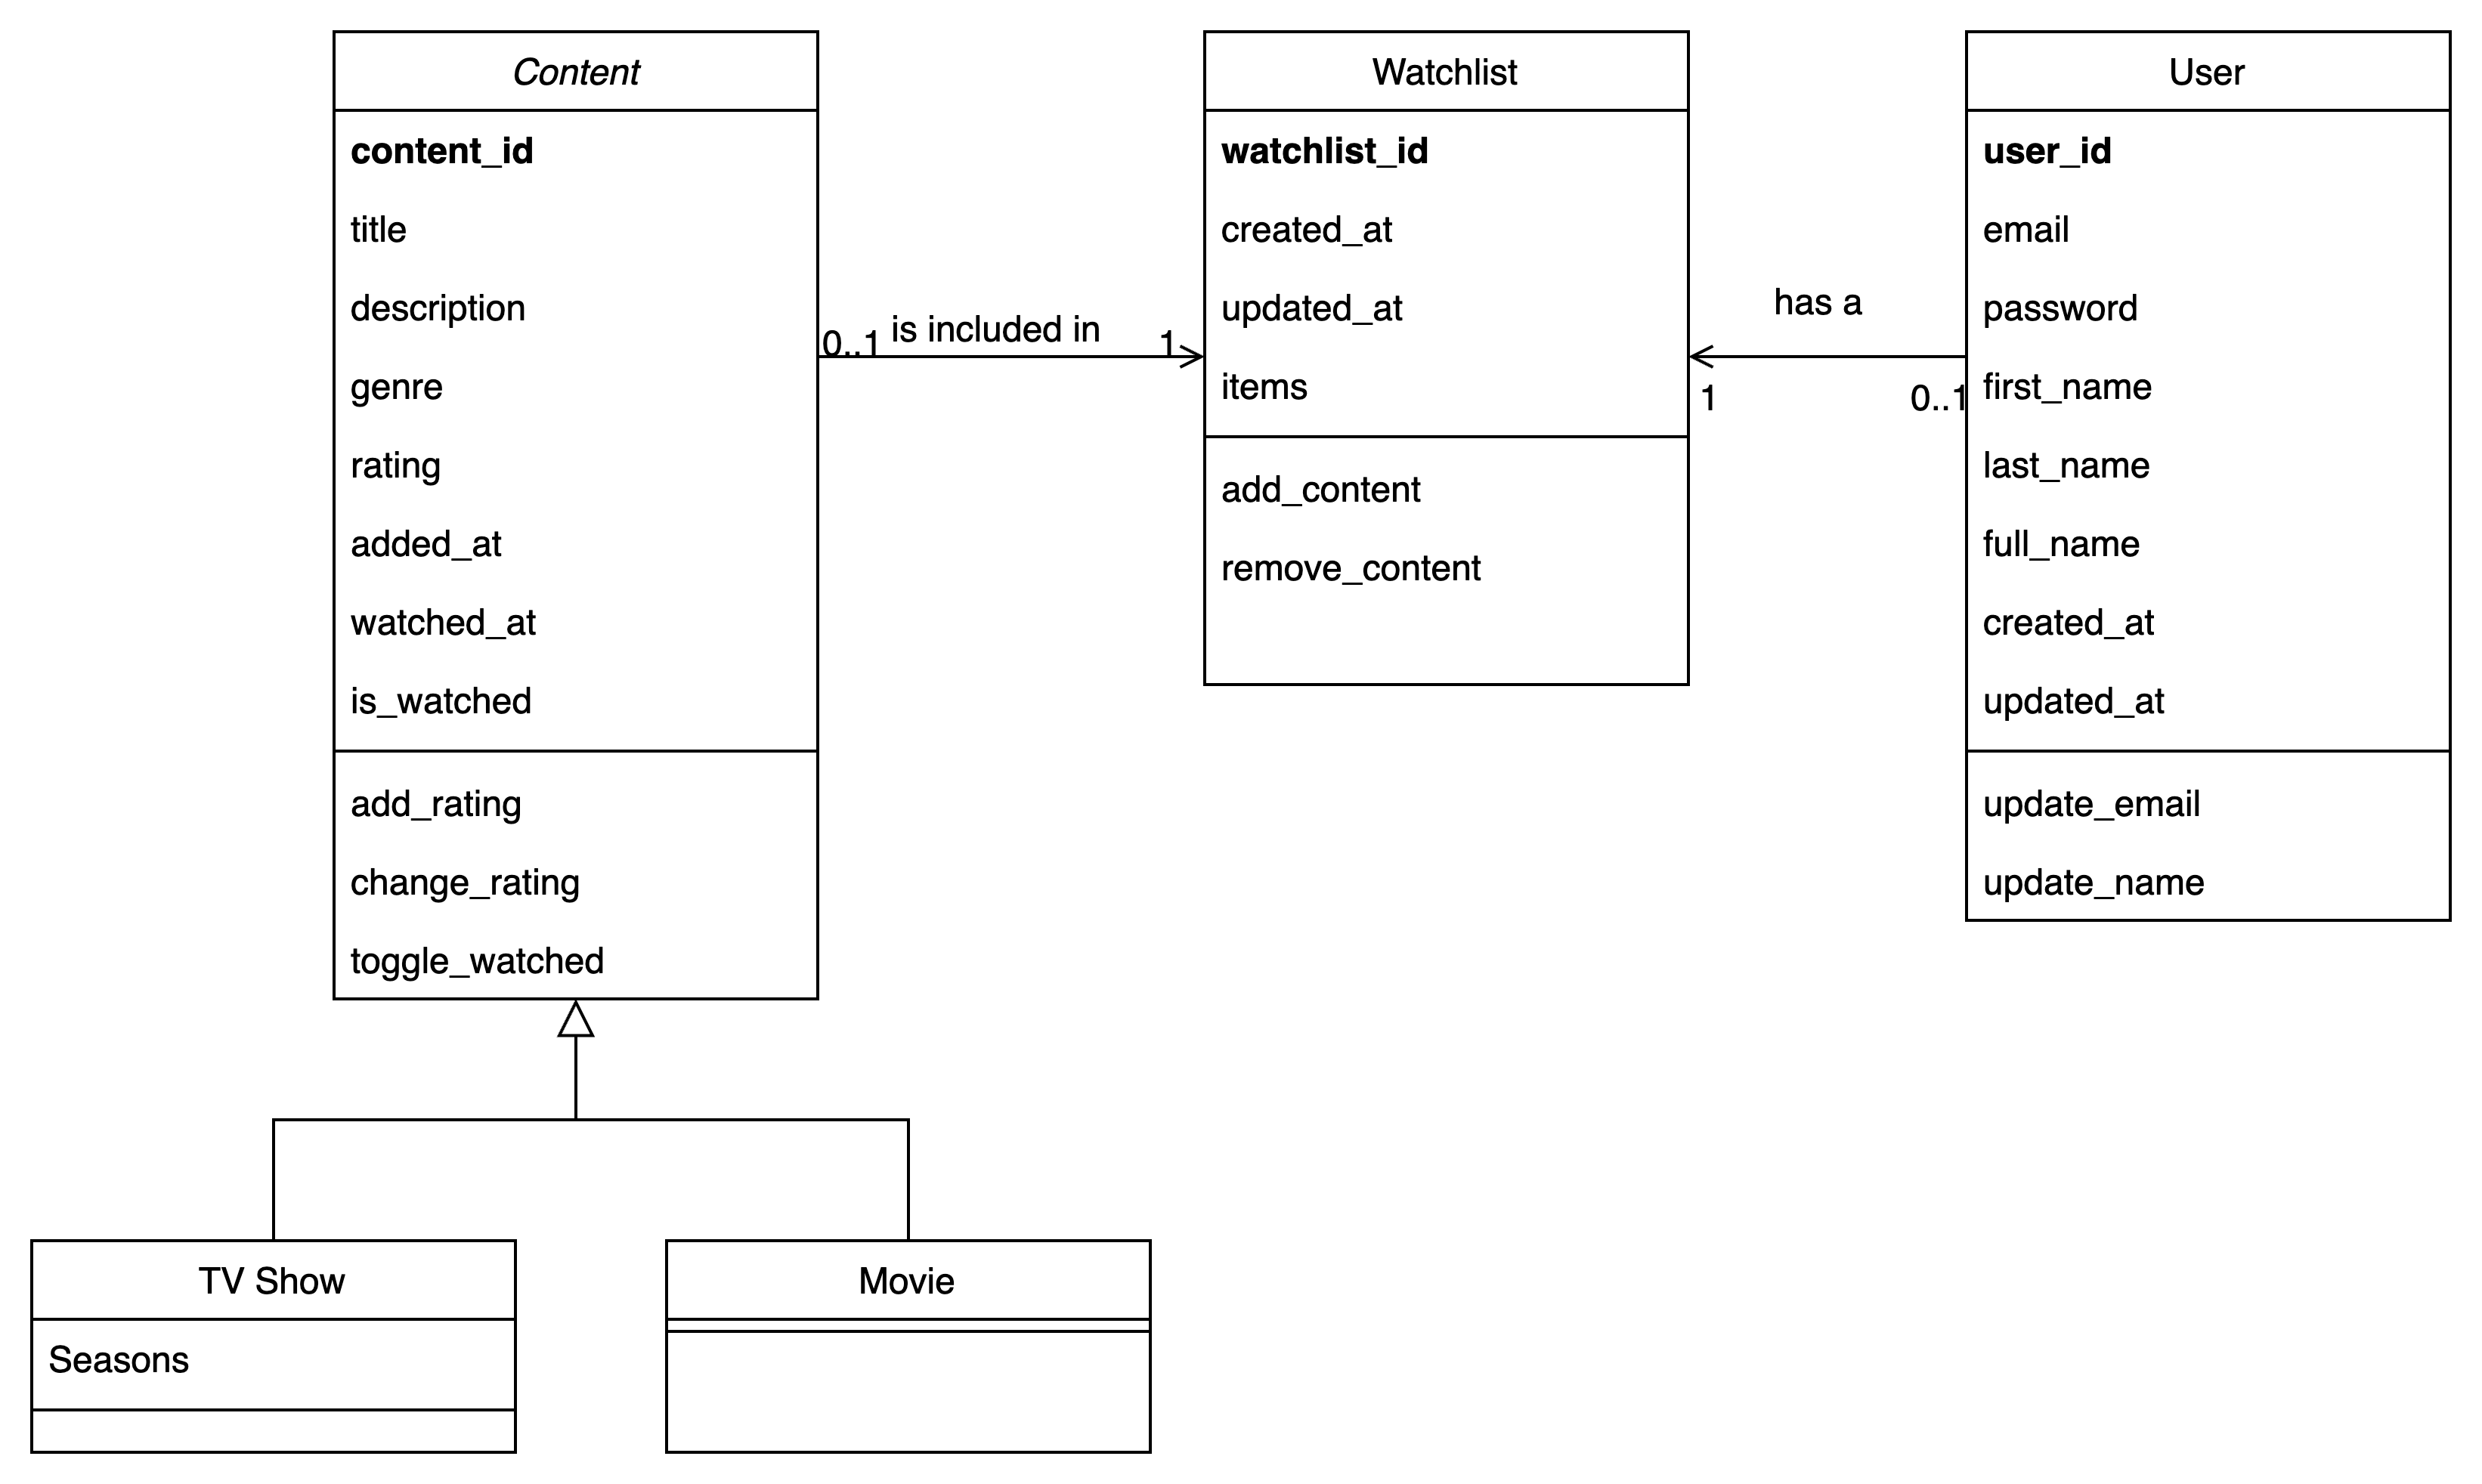 Content
content_id
title
description
genre
rating
added_at
watched_at
is_watched
add_rating
change_rating
toggle_watched
0..1 is included in 1
Watchlist
watchlist_id
created_at
updated_at
items
add_content
remove_content
has a
1 0..1
User
user_id
email
password
first_name
last_name
full_name
created_at
updated_at
update_email
update_name
TV Show
Seasons
Movie